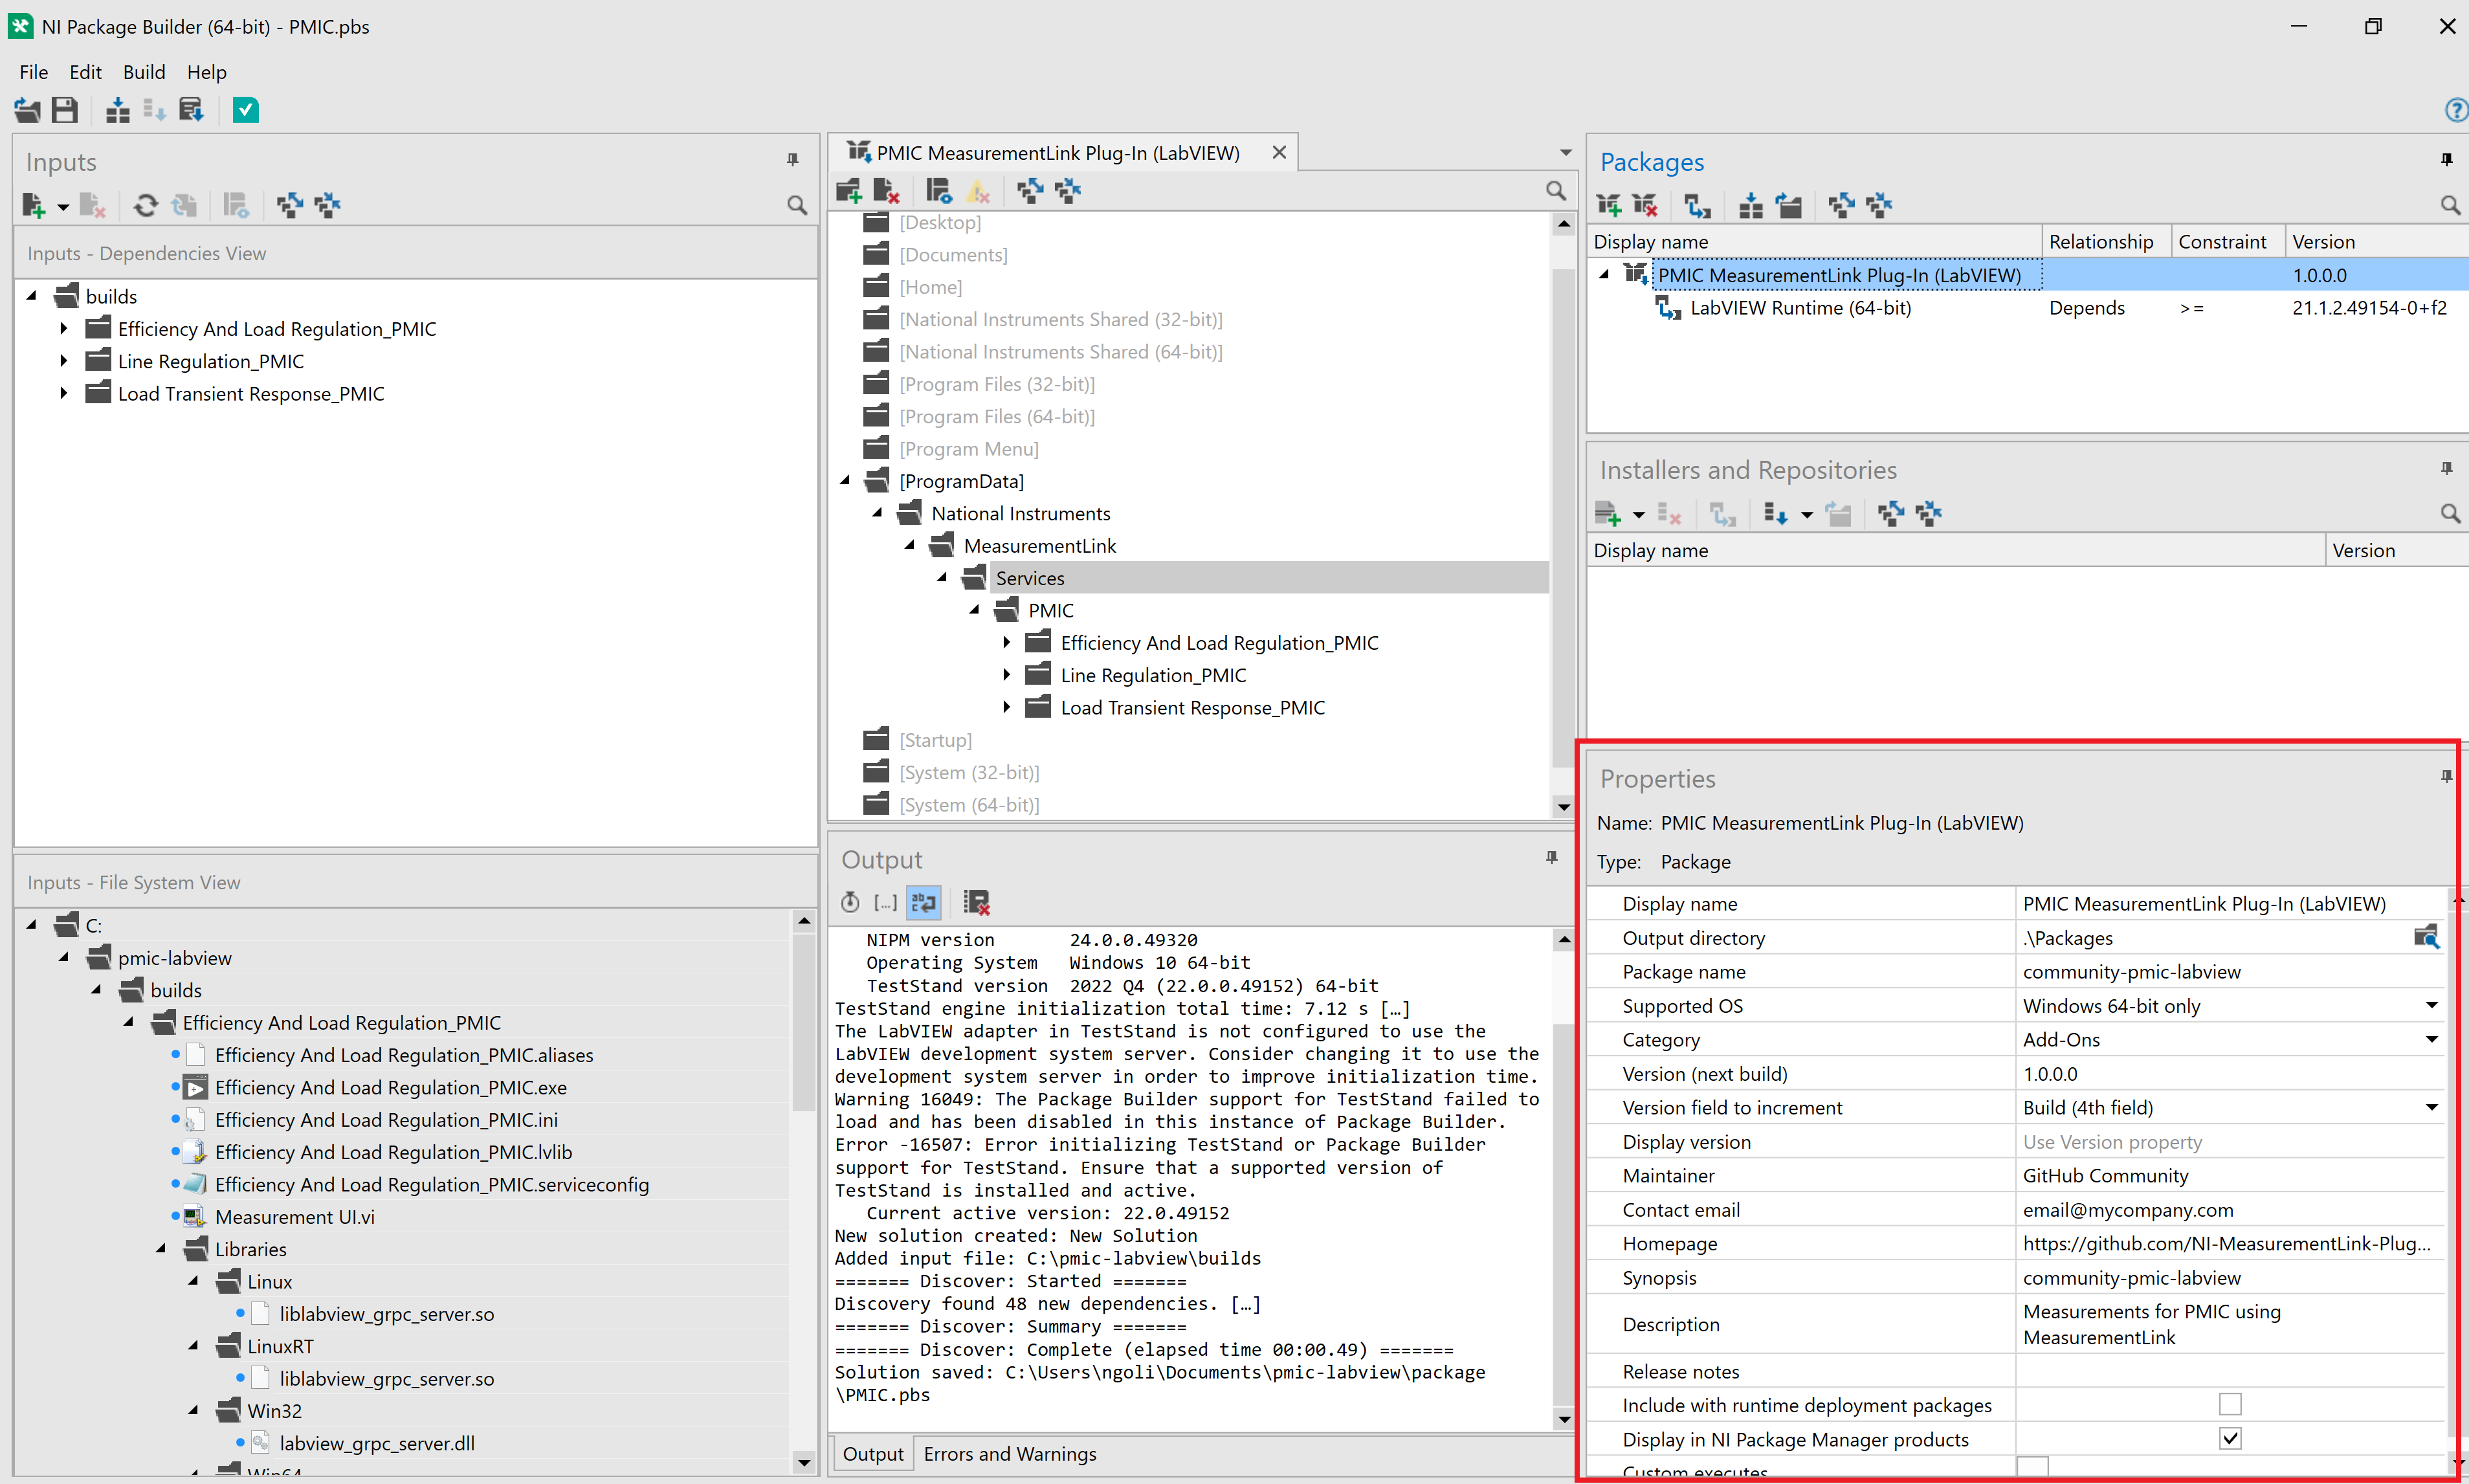 NI Package Builder (64-bit) - PMIC.pbs
File Edit Build Help
Inputs
Inputs - Dependencies View
builds
Efficiency And Load Regulation_PMIC
Line Regulation_PMIC
Load Transient Response_PMIC
Inputs - File System View
C:
pmic-labview
builds
Efficiency And Load Regulation_PMIC
Efficiency And Load Regulation_PMIC.aliases
Efficiency And Load Regulation_PMIC.exe
Efficiency And Load Regulation_PMIC.ini
Efficiency And Load Regulation_PMIC.lvlib
Efficiency And Load Regulation_PMIC.serviceconfig
Measurement UI.vi
Libraries
Linux
liblabview_grpc_server.so
LinuxRT
liblabview_grpc_server.so
Win32
labview_grpc_server.dll
Win64
PMIC MeasurementLink Plug-In (LabVIEW)
[Desktop]
[Documents]
[Home]
[National Instruments Shared (32-bit)]
[National Instruments Shared (64-bit)]
[Program Files (32-bit)]
[Program Files (64-bit)]
[Program Menu]
[ProgramData]
National Instruments
MeasurementLink
Services
PMIC
Efficiency And Load Regulation_PMIC
Line Regulation_PMIC
Load Transient Response_PMIC
[Startup]
[System (32-bit)]
[System (64-bit)]
Output
NIPM version 24.0.0.49320
Operating System Windows 10 64-bit
TestStand version 2022 Q4 (22.0.0.49152) 64-bit
TestStand engine initialization total time: 7.12 s […]
The LabVIEW adapter in TestStand is not configured to use the
LabVIEW development system server. Consider changing it to use the
development system server in order to improve initialization time.
Warning 16049: The Package Builder support for TestStand failed to
load and has been disabled in this instance of Package Builder.
Error -16507: Error initializing TestStand or Package Builder
support for TestStand. Ensure that a supported version of
TestStand is installed and active.
Current active version: 22.0.49152
New solution created: New Solution
Added input file: C:\pmic-labview\builds
======= Discover: Started =======
Discovery found 48 new dependencies. […]
======= Discover: Summary =======
======= Discover: Complete (elapsed time 00:00.49) =======
Solution saved: C:\Users\ngoli\Documents\pmic-labview\package
\PMIC.pbs
Output Errors and Warnings
Packages
Display name Relationship Constraint Version
PMIC MeasurementLink Plug-In (LabVIEW) 1.0.0.0
LabVIEW Runtime (64-bit) Depends >= 21.1.2.49154-0+f2
Installers and Repositories
Display name Version
Properties
Name: PMIC MeasurementLink Plug-In (LabVIEW)
Type: Package
Display name PMIC MeasurementLink Plug-In (LabVIEW)
Output directory .\Packages
Package name community-pmic-labview
Supported OS Windows 64-bit only
Category Add-Ons
Version (next build) 1.0.0.0
Version field to increment Build (4th field)
Display version Use Version property
Maintainer GitHub Community
Contact email email@mycompany.com
Homepage https://github.com/NI-MeasurementLink-Plug...
Synopsis community-pmic-labview
Description Measurements for PMIC using
MeasurementLink
Release notes
Include with runtime deployment packages
Display in NI Package Manager products
Custom executes